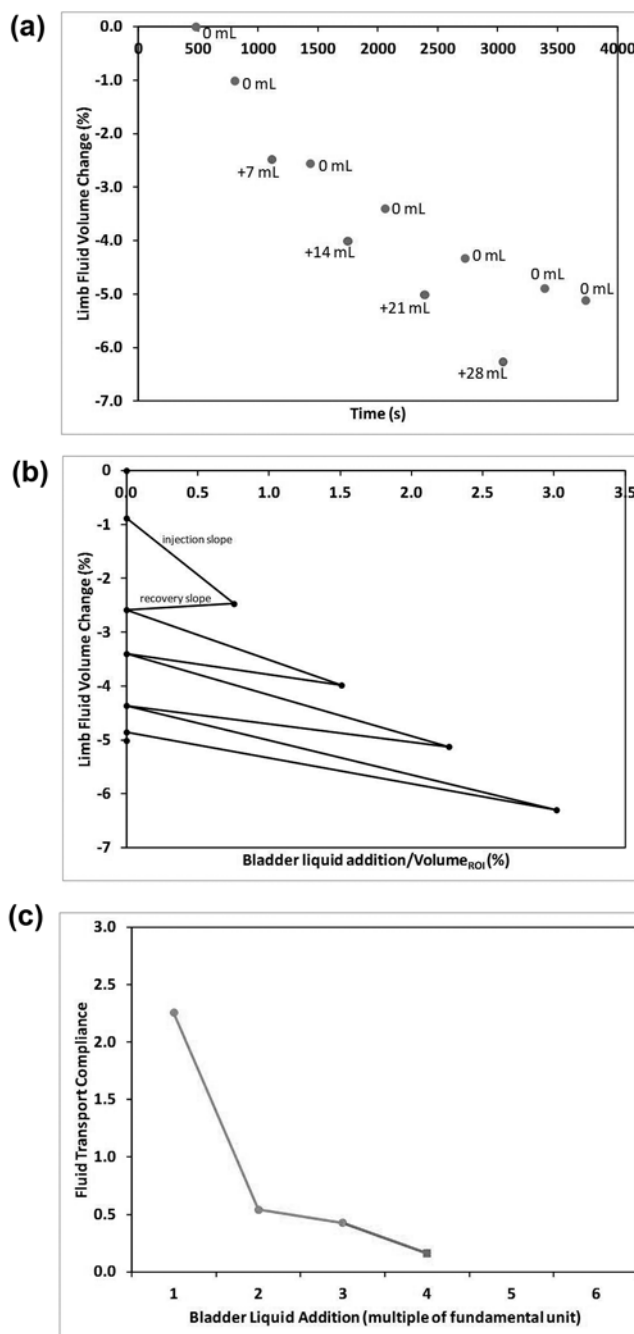 (a)
0.0
0 500 1000 1500 2000 2500 3000 3500 4000
0 mL
-1.0
0 mL
-2.0
+7 mL
0 mL
-3.0
0 mL
-4.0
+14 mL
0 mL
-5.0
+21 mL
0 mL
0 mL
-6.0
+28 mL
-7.0
Limb Fluid Volume Change (%)
Time (s)
(b)
0
0.0 0.5 1.0 1.5 2.0 2.5 3.0 3.5
-1
injection slope
-2
recovery slope
-3
-4
-5
-6
-7
Limb Fluid Volume Change (%)
Bladder liquid addition/VolumeROI (%)
(c)
3.0
2.5
2.0
1.5
1.0
0.5
0.0
Fluid Transport Compliance
1 2 3 4 5 6
Bladder Liquid Addition (multiple of fundamental unit)